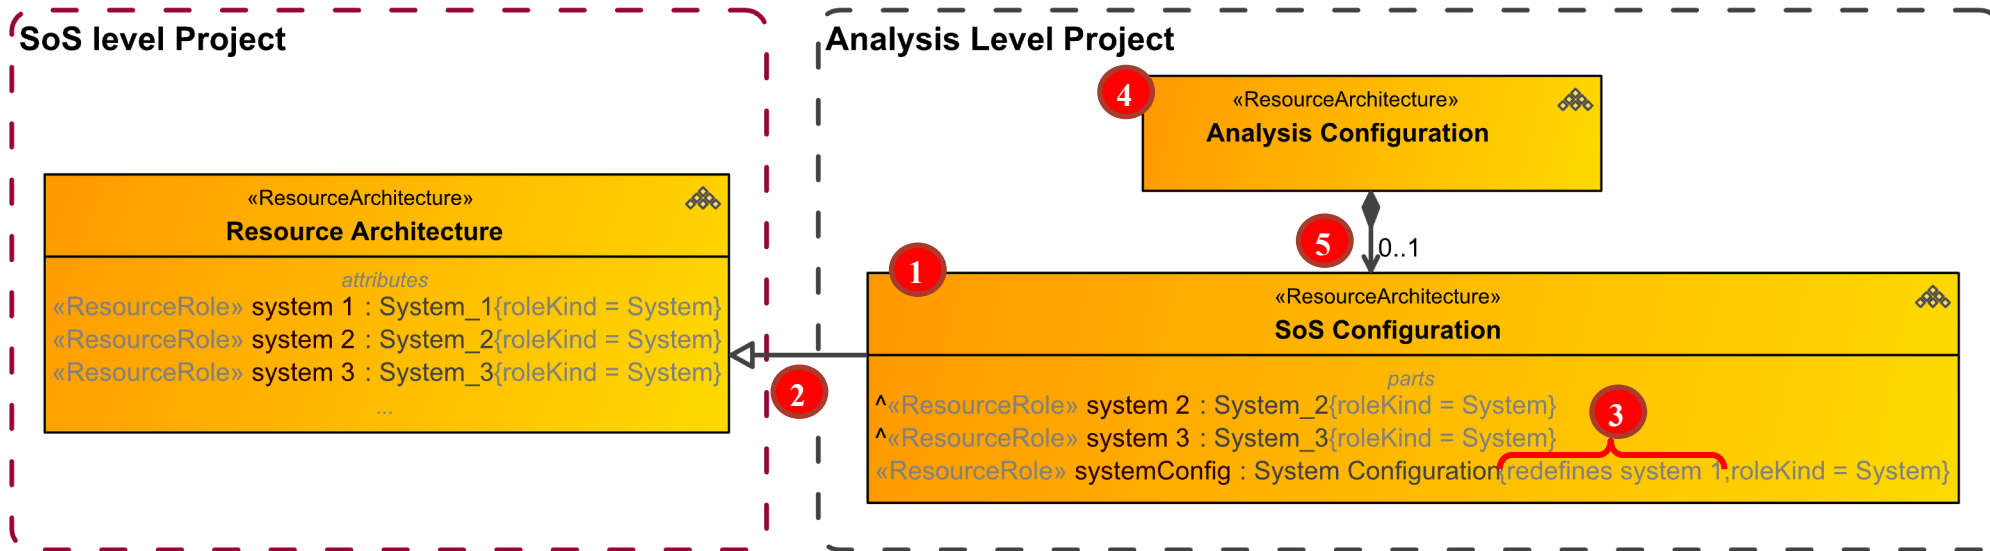 SoS level Project
«ResourceArchitecture»
Resource Architecture
attributes
«ResourceRole» system 1 : System_1{roleKind = System}
«ResourceRole» system 2 : System_2{roleKind = System}
«ResourceRole» system 3 : System_3{roleKind = System}
...
2
Analysis Level Project
4
«ResourceArchitecture»
Analysis Configuration
5
0..1
1
«ResourceArchitecture»
SoS Configuration
parts
3
^«ResourceRole» system 2 : System_2{roleKind = System}
^«ResourceRole» system 3 : System_3{roleKind = System}
«ResourceRole» systemConfig : System Configuration{redefines system 1,roleKind = System}